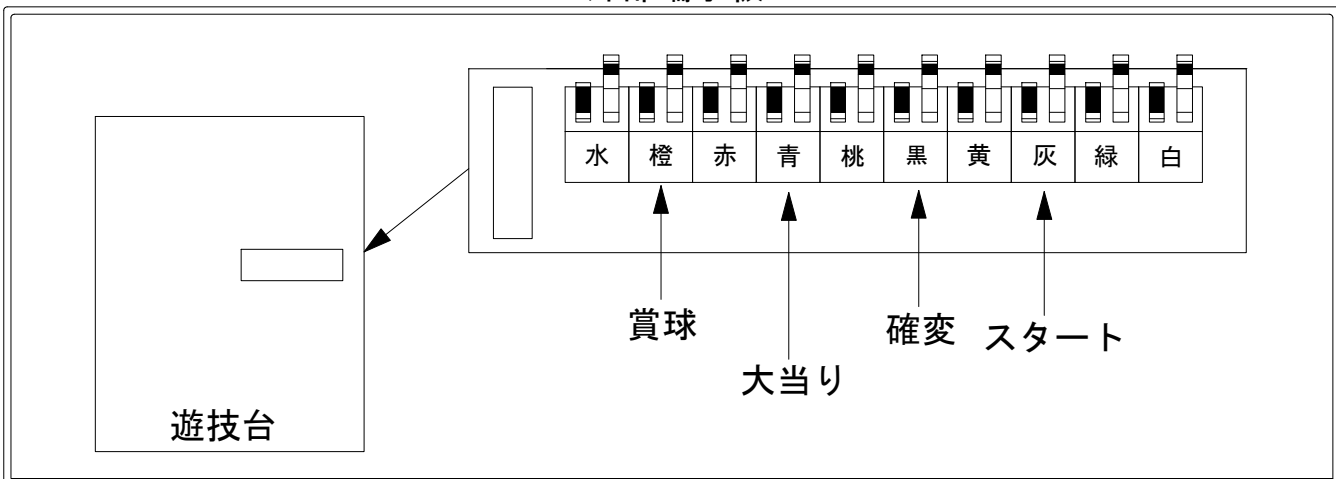 水 橙 赤 青 桃 黒 黄 灰 緑 白
賞球
大当り
確変
スタート
遊技台